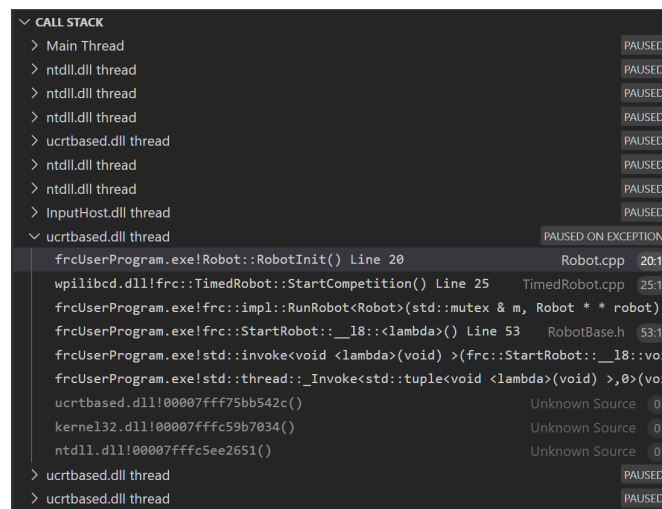 CALL STACK
Main Thread PAUSED
ntdll.dll thread PAUSED
ntdll.dll thread PAUSED
ntdll.dll thread PAUSED
ucrtbased.dll thread PAUSED
ntdll.dll thread PAUSED
ntdll.dll thread PAUSED
InputHost.dll thread PAUSED
ucrtbased.dll thread PAUSED ON EXCEPTION
frcUserProgram.exe!Robot::RobotInit() Line 20 Robot.cpp 20:1
wpilibcd.dll!frc::TimedRobot::StartCompetition() Line 25 TimedRobot.cpp 25:1
frcUserProgram.exe!frc::impl::RunRobot<Robot>(std::mutex & m, Robot * * robot)
frcUserProgram.exe!frc::StartRobot::__l8::<lambda>() Line 53 RobotBase.h 53:1
frcUserProgram.exe!std::invoke<void <lambda>(void) >(frc::StartRobot::__l8::voi
frcUserProgram.exe!std::thread::_Invoke<std::tuple<void <lambda>(void) >,0>(voi
ucrtbased.dll!00007fff75bb542c() Unknown Source 0
kernel32.dll!00007fffc59b7034() Unknown Source 0
ntdll.dll!00007fffc5ee2651() Unknown Source 0
ucrtbased.dll thread PAUSED
ucrtbased.dll thread PAUSED